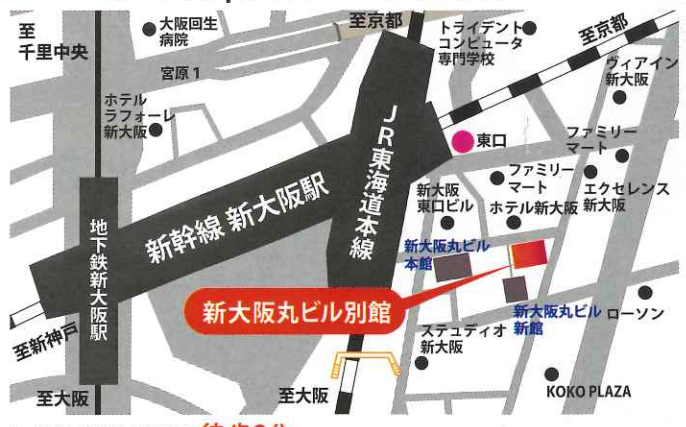 至
千里中央
大阪回生
病院
至京都
トライデント
コンピュータ
専門学校
至京都
ヴィアイン
新大阪
宮原1
ホテル
ラフォーレ
新大阪
JR東海道本線
東口
ファミリー
マート
ファミリー
マート
エクセレンス
新大阪
新大阪
東口ビル
ホテル新大阪
新幹線 新大阪駅
地下鉄新大阪駅
新大阪丸ビル
本館
新大阪丸ビル別館
新大阪丸ビル
新館
ローソン
ステュディオ
新大阪
至新神戸
至大阪
至大阪
KOKO PLAZA